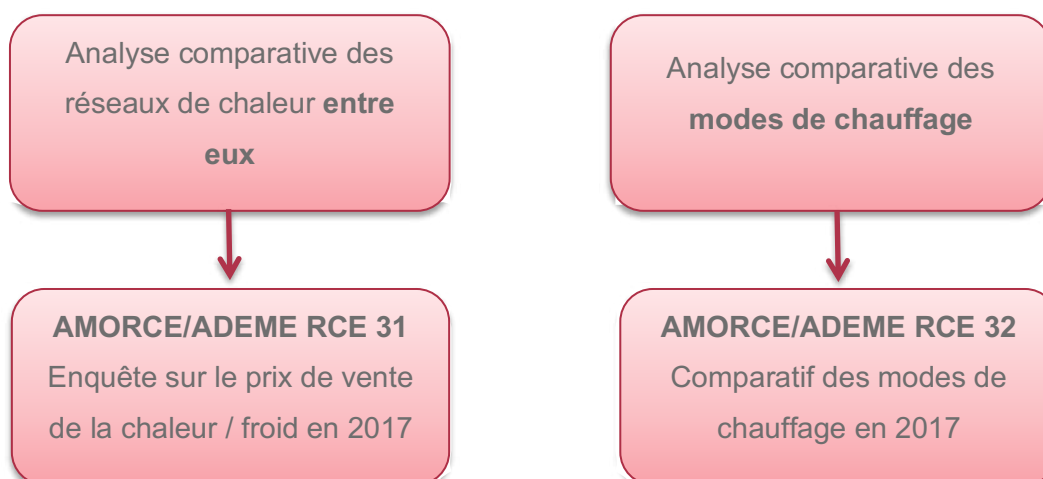 Analyse comparative des
réseaux de chaleur entre
eux
Analyse comparative des
modes de chauffage
AMORCE/ADEME RCE 31
Enquête sur le prix de vente
de la chaleur / froid en 2017
AMORCE/ADEME RCE 32
Comparatif des modes de
chauffage en 2017